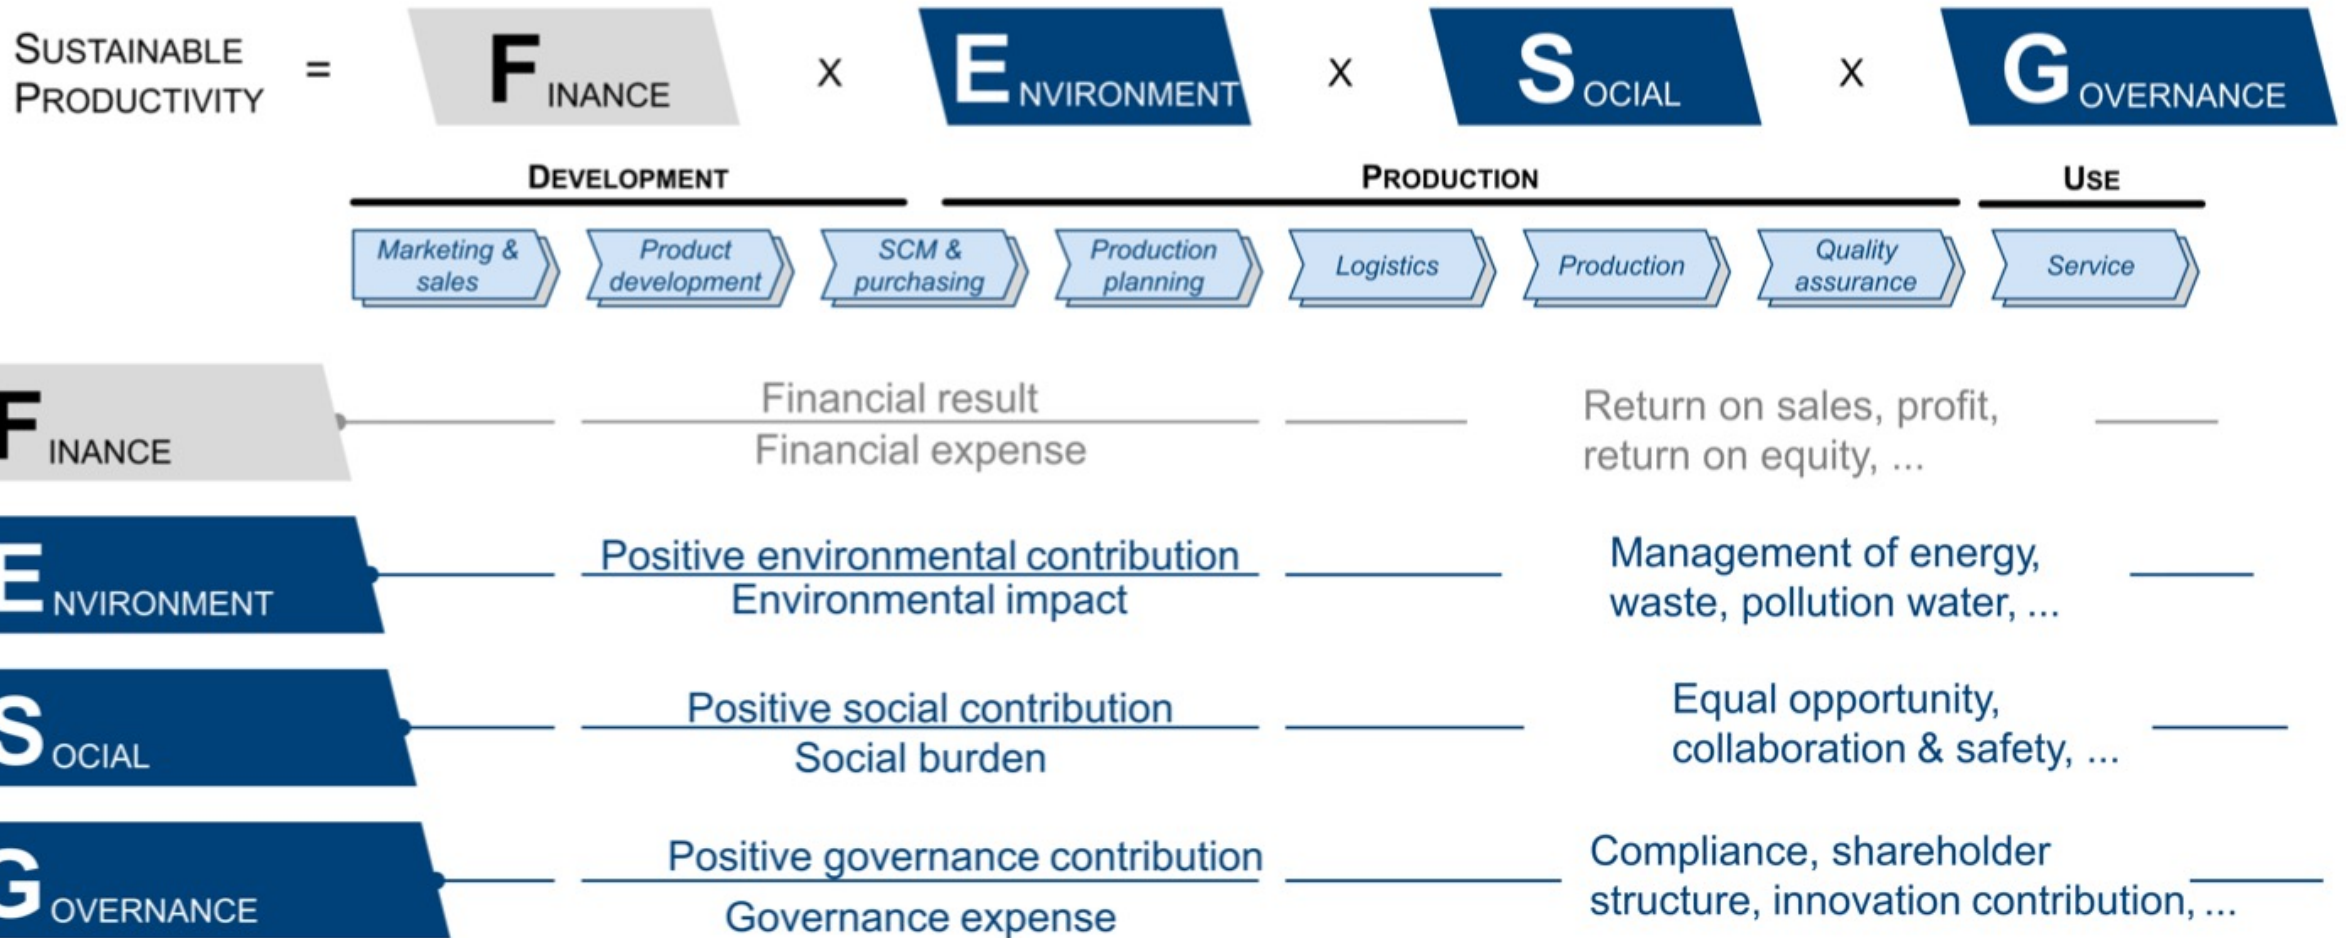 SUSTAINABLE
PRODUCTIVITY
=
FINANCE
x
ENVIRONMENT
x
SOCIAL
x
GOVERNANCE
DEVELOPMENT
PRODUCTION
USE
Marketing &
sales
Product
development
SCM &
purchasing
Production
planning
Logistics
Production
Quality
assurance
Service
FINANCE
Financial result
Financial expense
Return on sales, profit,
return on equity, ...
ENVIRONMENT
Positive environmental contribution
Environmental impact
Management of energy,
waste, pollution water, ...
SOCIAL
Positive social contribution
Social burden
Equal opportunity,
collaboration & safety, ...
GOVERNANCE
Positive governance contribution
Governance expense
Compliance, shareholder
structure, innovation contribution, ...